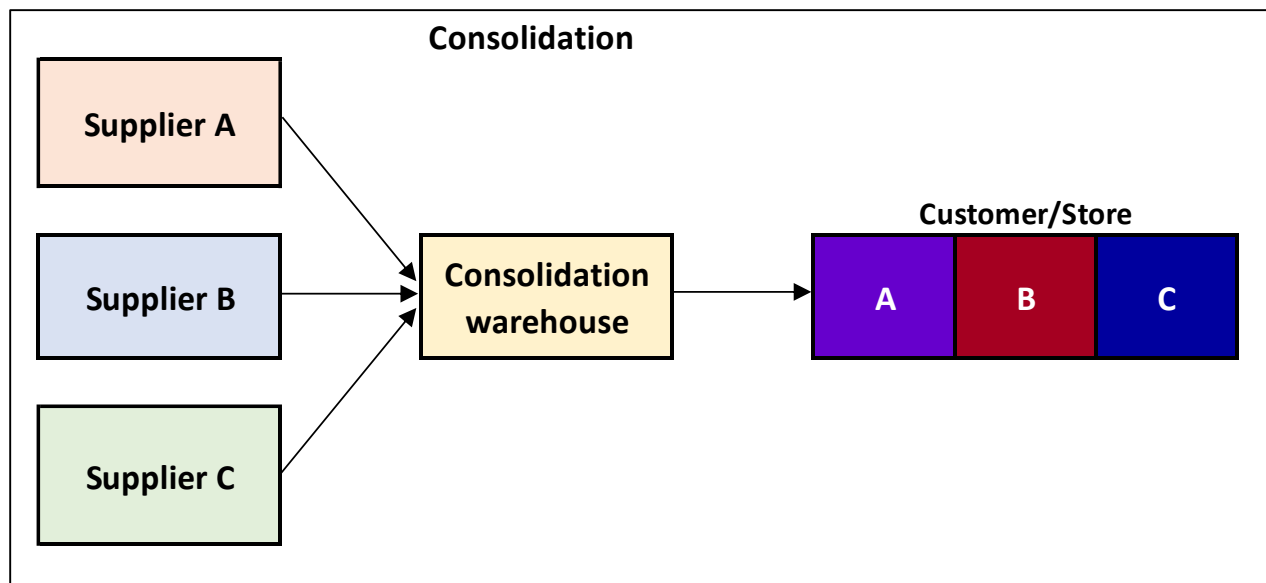 Consolidation
Supplier A
Supplier B
Supplier C
Consolidation
warehouse
Customer/Store
A
B
C